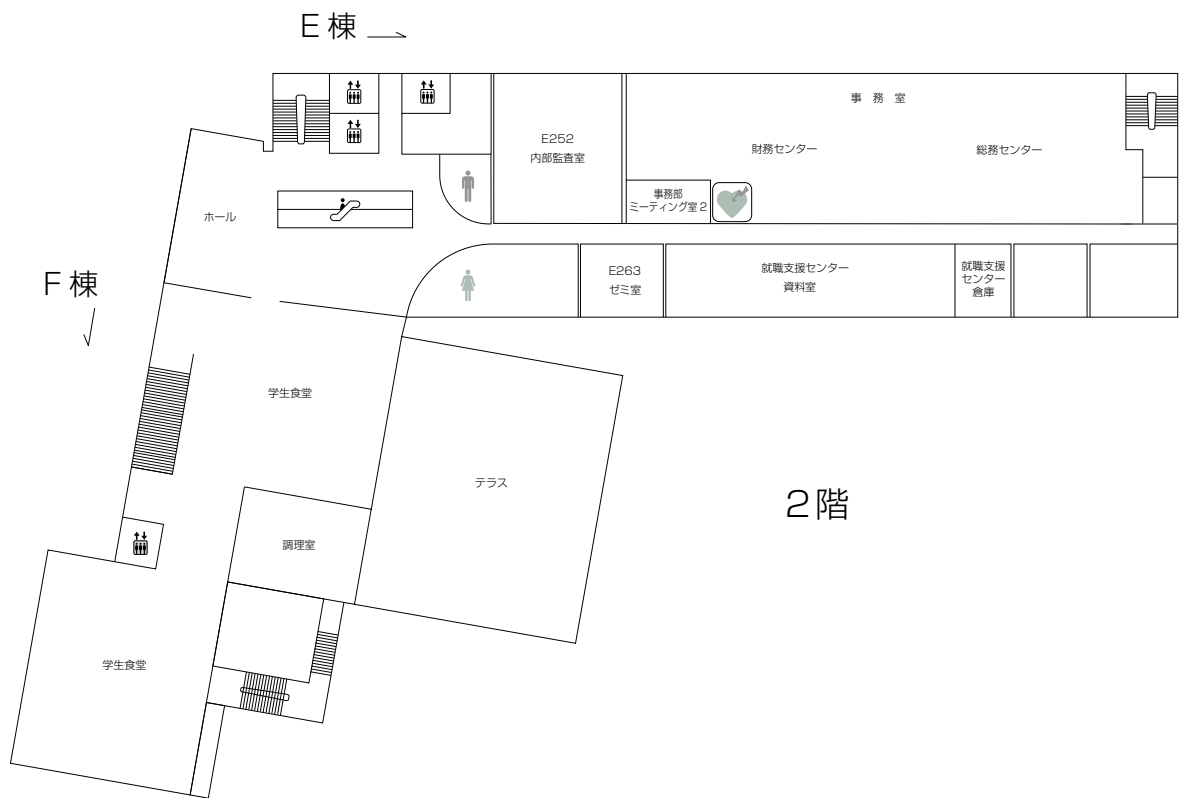 E棟
事務室
E252
内部監査室
財務センター
総務センター
事務部
ミーティング室2
ホール
E263
ゼミ室
就職支援センター
資料室
就職支援
センター
倉庫
F棟
学生食堂
テラス
2階
調理室
学生食堂